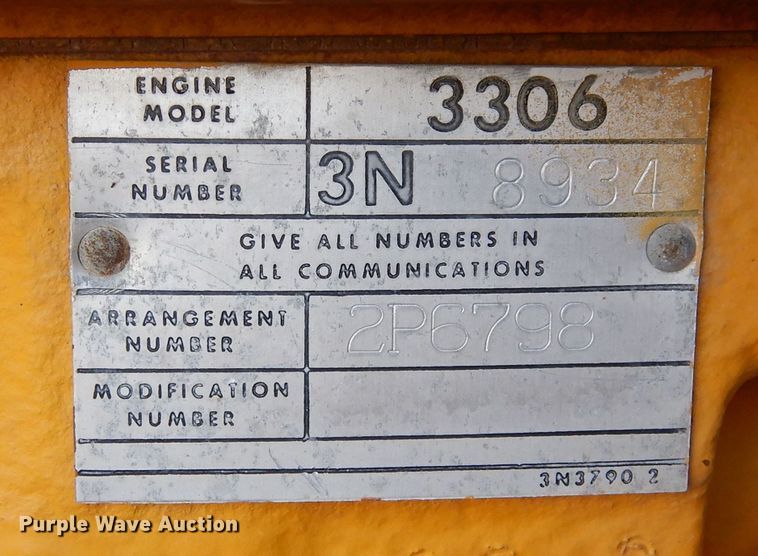 ENGINE MODEL 3306
SERIAL NUMBER 3N 8934
GIVE ALL NUMBERS IN
ALL COMMUNICATIONS
ARRANGEMENT NUMBER 2P6798
MODIFICATION NUMBER
3N3790 2
Purple Wave Auction